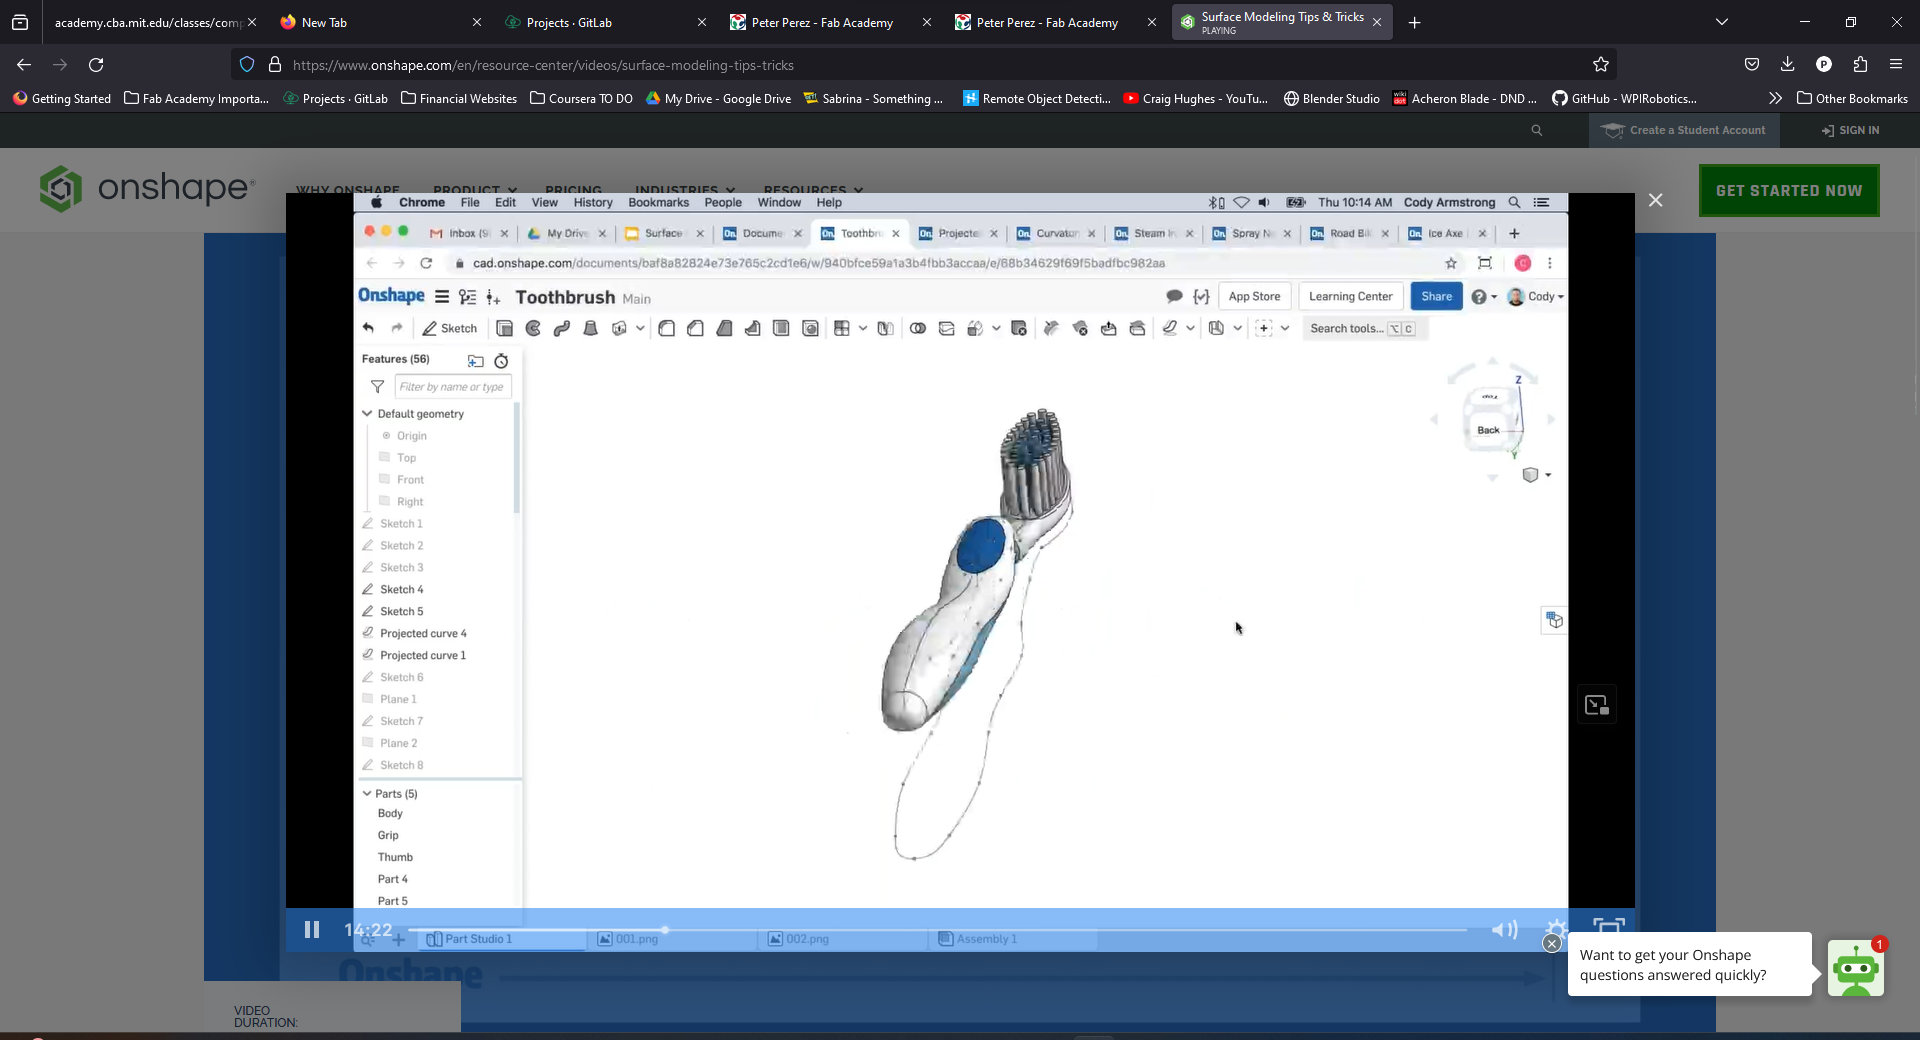 academy.cba.mit.edu/classes/comp
New Tab
Projects · GitLab
Peter Perez - Fab Academy
Peter Perez - Fab Academy
Surface Modeling Tips & Tricks
PLAYING
https://www.onshape.com/en/resource-center/videos/surface-modeling-tips-tricks
P
Getting Started
Fab Academy Importa...
Projects · GitLab
Financial Websites
Coursera TO DO
My Drive - Google Drive
Sabrina - Something ...
Remote Object Detecti...
Craig Hughes - YouTu...
Blender Studio
Acheron Blade - DND ...
GitHub - WPIRobotics...
Other Bookmarks
Create a Student Account
SIGN IN
onshape
WHY ONSHAPE
PRODUCT
PRICING
INDUSTRIES
RESOURCES
GET STARTED NOW
Chrome File Edit View History Bookmarks People Window Help
Thu 10:14 AM Cody Armstrong
Inbox (9
My Drive
Surface
Docume
Toothbru
Projecte
Curvatur
Steam Ir
Spray N
Road Bi
Ice Axe
cad.onshape.com/documents/baf8a82824e73e765c2cd1e6/w/940bfce59a1a3b4fbb3accaa/e/68b34629f69f5badfbc982aa
Onshape
Toothbrush Main
App Store
Learning Center
Share
Cody
Sketch
Search tools...
C
Features (56)
Filter by name or type
Default geometry
Origin
Top
Front
Right
Sketch 1
Sketch 2
Sketch 3
Sketch 4
Sketch 5
Projected curve 4
Projected curve 1
Sketch 6
Plane 1
Sketch 7
Plane 2
Sketch 8
Parts (5)
Body
Grip
Thumb
Part 4
Part 5
Z
Top
Back
Y
14:22
Part Studio 1
001.png
002.png
Assembly 1
Onshape
VIDEO
DURATION:
Want to get your Onshape
questions answered quickly?
1